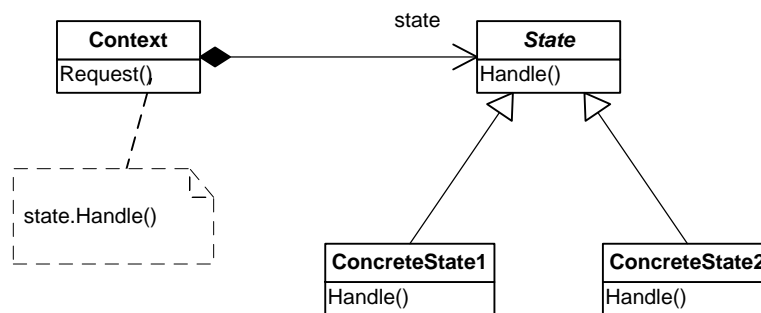 state
Context
State
Request()
Handle()
state.Handle()
ConcreteState1
ConcreteState2
Handle()
Handle()